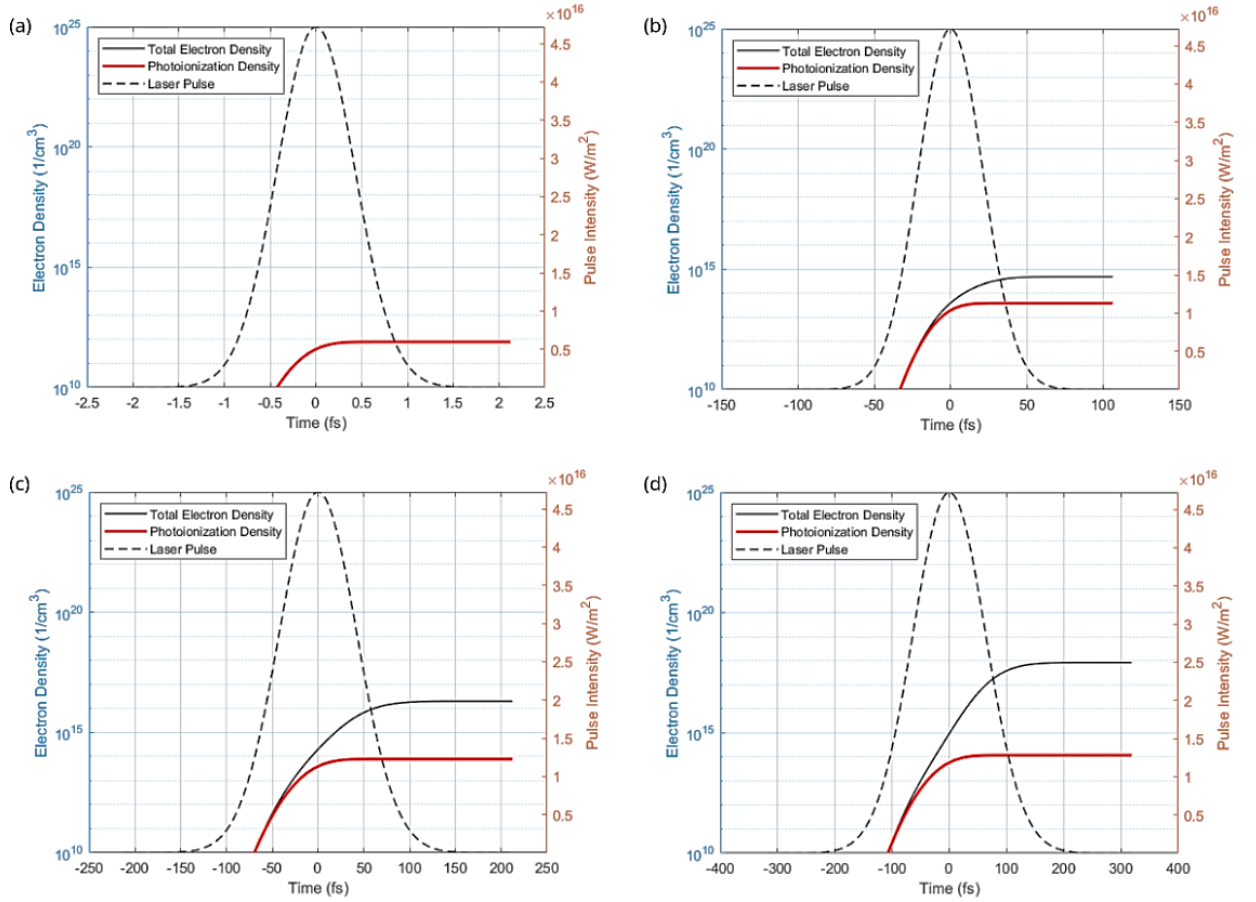 (a)
×10^16
10^25
10^20
10^15
10^10
Electron Density (1/cm^3)
Total Electron Density
Photoionization Density
Laser Pulse
4.5
4
3.5
3
2.5
2
1.5
1
0.5
Pulse Intensity (W/m^2)
-2.5 -2 -1.5 -1 -0.5 0 0.5 1 1.5 2 2.5
Time (fs)
(b)
×10^16
10^25
10^20
10^15
10^10
Electron Density (1/cm^3)
Total Electron Density
Photoionization Density
Laser Pulse
4.5
4
3.5
3
2.5
2
1.5
1
0.5
Pulse Intensity (W/m^2)
-150 -100 -50 0 50 100 150
Time (fs)
(c)
×10^16
10^25
10^20
10^15
10^10
Electron Density (1/cm^3)
Total Electron Density
Photoionization Density
Laser Pulse
4.5
4
3.5
3
2.5
2
1.5
1
0.5
Pulse Intensity (W/m^2)
-250 -200 -150 -100 -50 0 50 100 150 200 250
Time (fs)
(d)
×10^16
10^25
10^20
10^15
10^10
Electron Density (1/cm^3)
Total Electron Density
Photoionization Density
Laser Pulse
4.5
4
3.5
3
2.5
2
1.5
1
0.5
Pulse Intensity (W/m^2)
-400 -300 -200 -100 0 100 200 300 400
Time (fs)